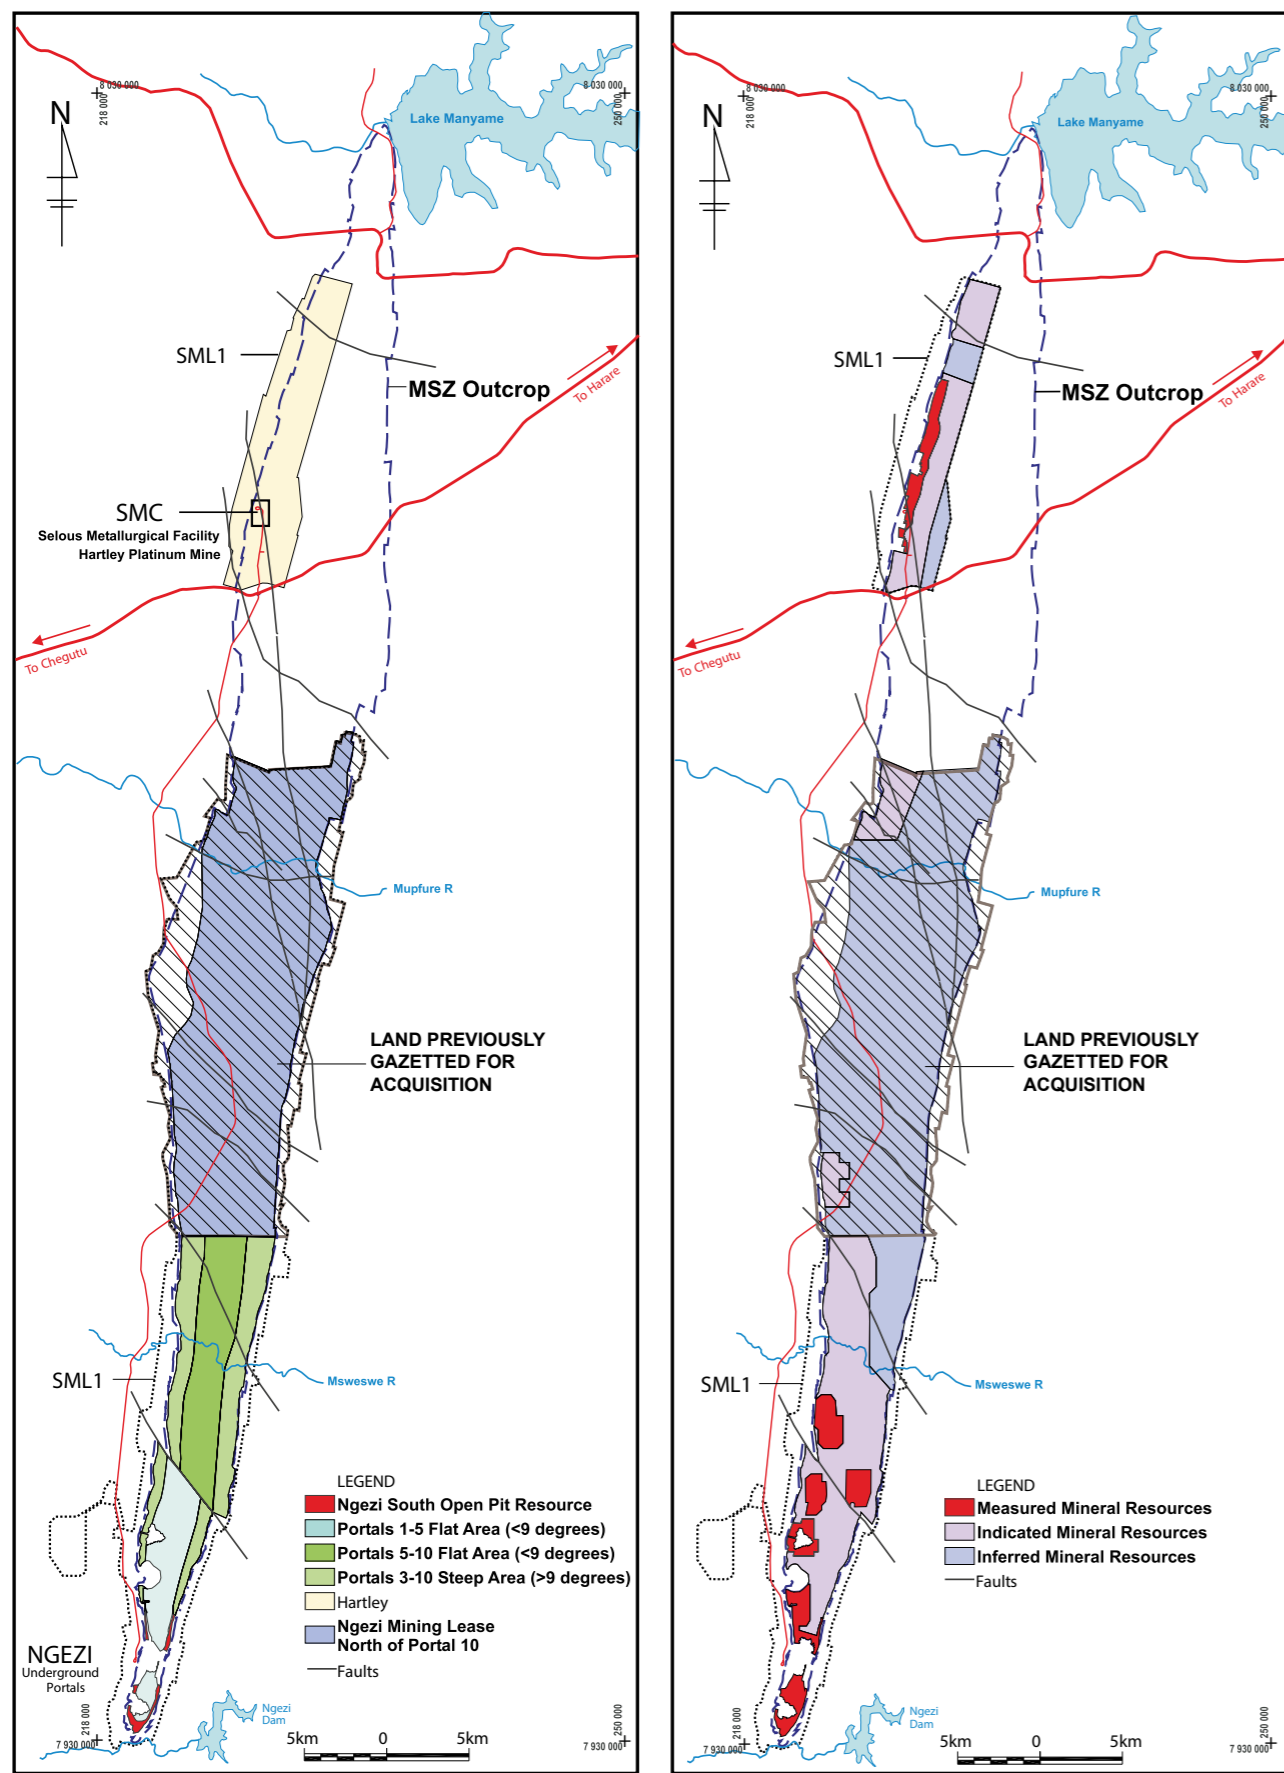 8 030 000
218 000
8 030 000
250 000
N
Lake Manyame
SML1
MSZ Outcrop
To Harare
SMC
Selous Metallurgical Facility
Hartley Platinum Mine
To Chegutu
Mupfure R
LAND PREVIOUSLY
GAZETTED FOR
ACQUISITION
SML1
Msweswe R
LEGEND
Ngezi South Open Pit Resource
Portals 1-5 Flat Area (<9 degrees)
Portals 5-10 Flat Area (<9 degrees)
Portals 3-10 Steep Area (>9 degrees)
Hartley
Ngezi Mining Lease
North of Portal 10
Faults
NGEZI
Underground
Portals
Ngezi
Dam
218 000
7 930 000
5km
0
5km
7 930 000
250 000
8 030 000
218 000
8 030 000
250 000
N
Lake Manyame
SML1
MSZ Outcrop
To Harare
To Chegutu
Mupfure R
LAND PREVIOUSLY
GAZETTED FOR
ACQUISITION
SML1
Msweswe R
LEGEND
Measured Mineral Resources
Indicated Mineral Resources
Inferred Mineral Resources
Faults
Ngezi
Dam
218 000
7 930 000
5km
0
5km
7 930 000
250 000